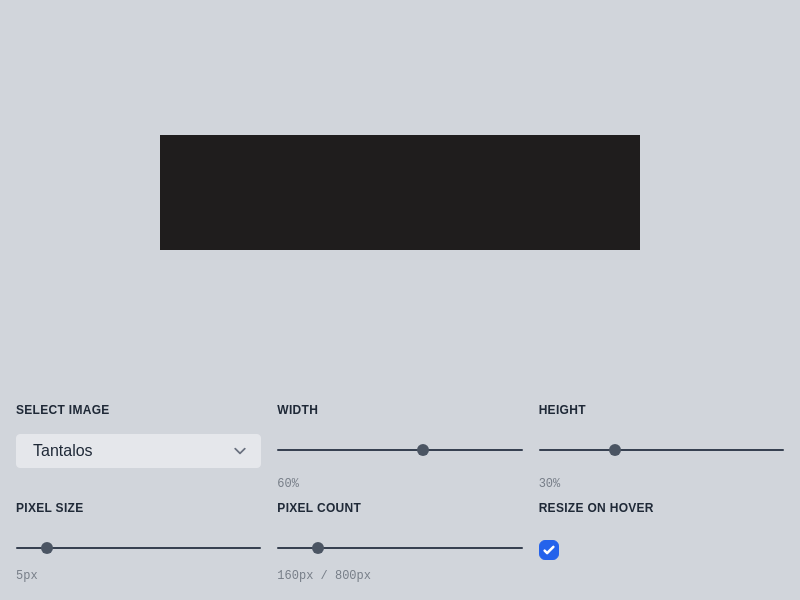 SELECT IMAGE
WIDTH
HEIGHT
Tantalos
60%
30%
PIXEL SIZE
PIXEL COUNT
RESIZE ON HOVER
5px
160px / 800px